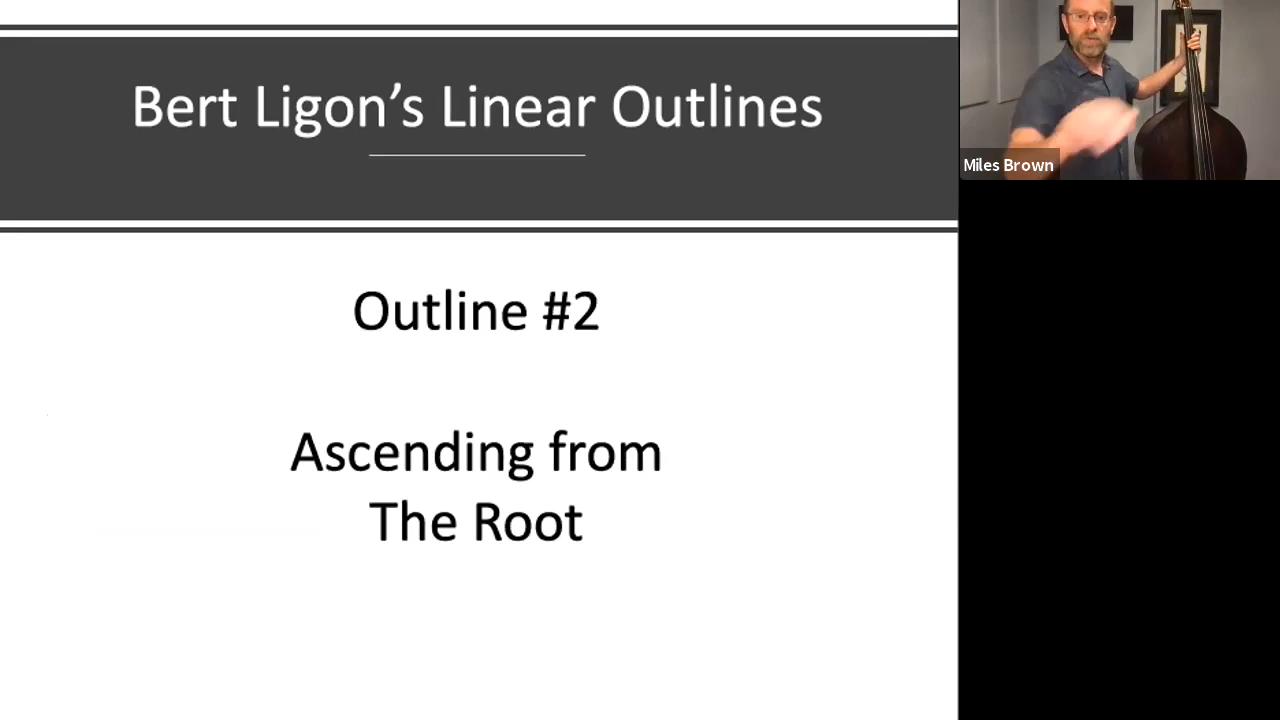 Bert Ligon’s Linear Outlines
Miles Brown
Outline #2
Ascending from
The Root